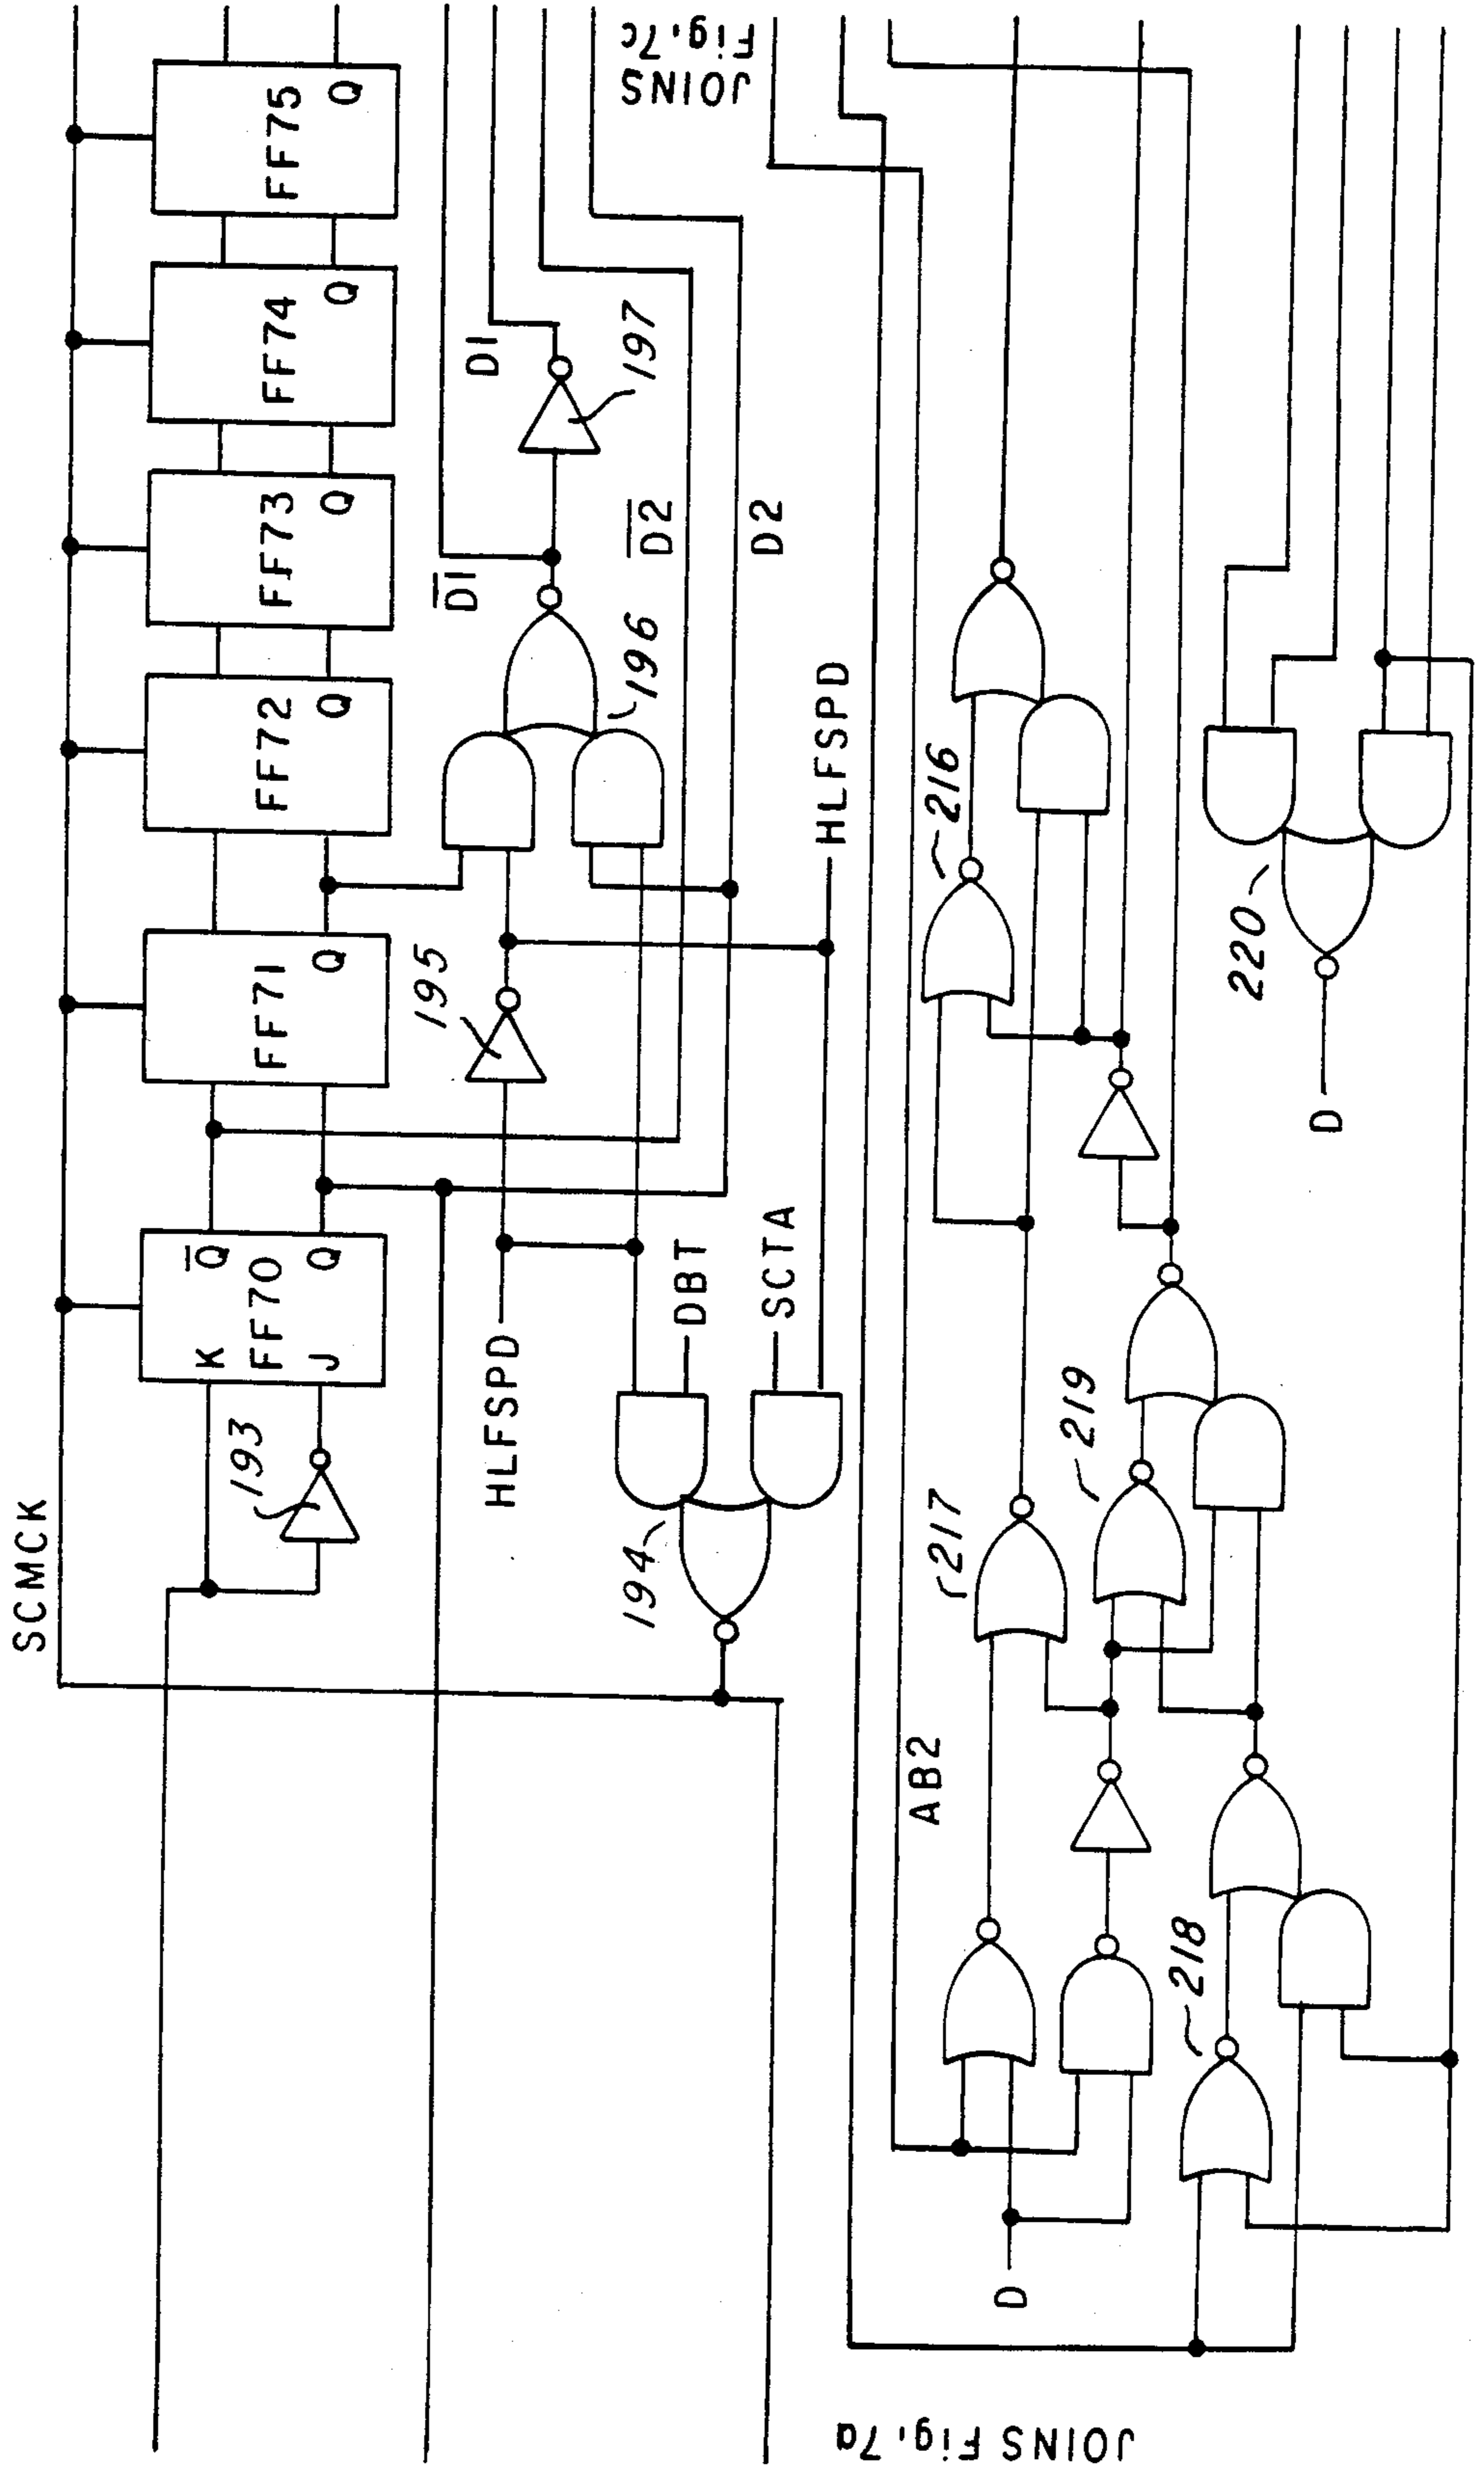 SCMCK
193
K
J
FF70
Q̅
Q
FF71
Q
FF72
Q
FF73
Q
FF74
Q
FF75
Q
HLFSPD
195
D̅1̅
D1
197
196
D̅2̅
D2
194
DBT
SCTA
HLFSPD
JOINS
Fig. 7c
AB2
r217
216
219
D
218
220
D
JOINS Fig. 7a